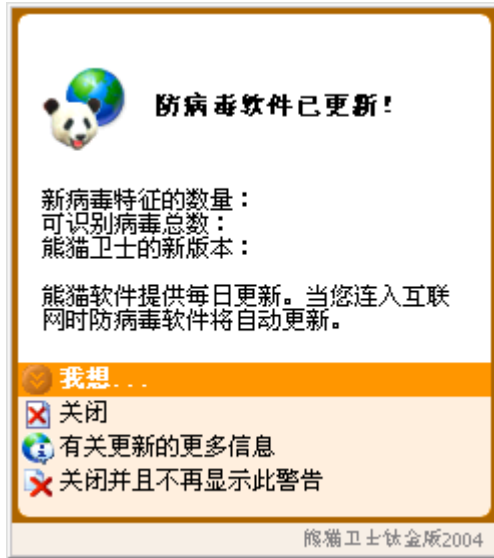 防病毒软件已更新！
新病毒特征的数量：
可识别病毒总数：
熊猫卫士的新版本：
熊猫软件提供每日更新。当您连入互联
网时防病毒软件将自动更新。
我想...
关闭
有关更新的更多信息
关闭并且不再显示此警告
熊猫卫士钛金版2004